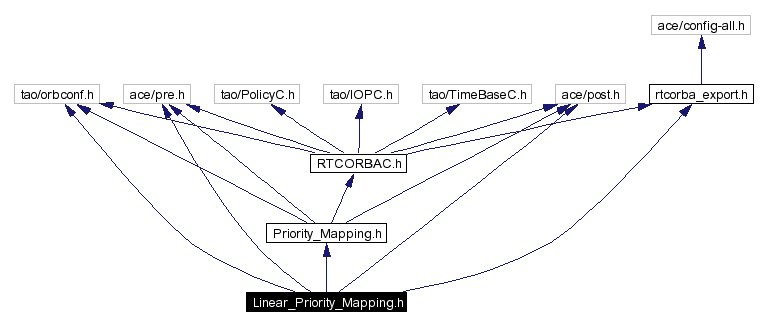 ace/config-all.h
tao/orbconf.h
ace/pre.h
tao/PolicyC.h
tao/IOPC.h
tao/TimeBaseC.h
ace/post.h
rtcorba_export.h
RTCORBAC.h
Priority_Mapping.h
Linear_Priority_Mapping.h